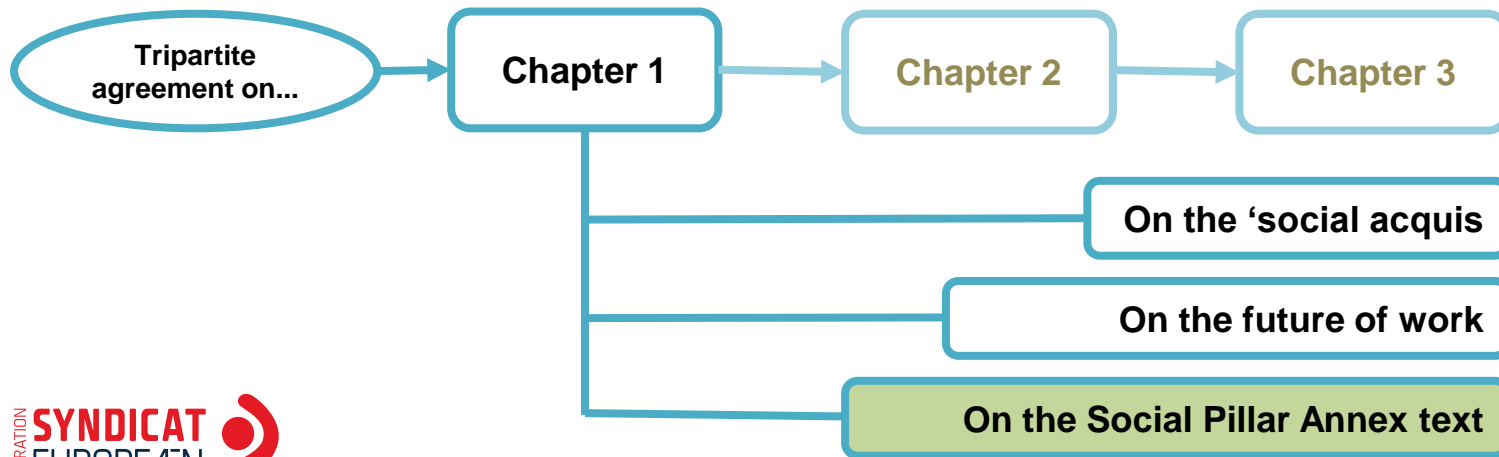 Tripartite
agreement on...
Chapter 1
Chapter 2
Chapter 3
On the ‘social acquis
On the future of work
On the Social Pillar Annex text
SYNDICAT